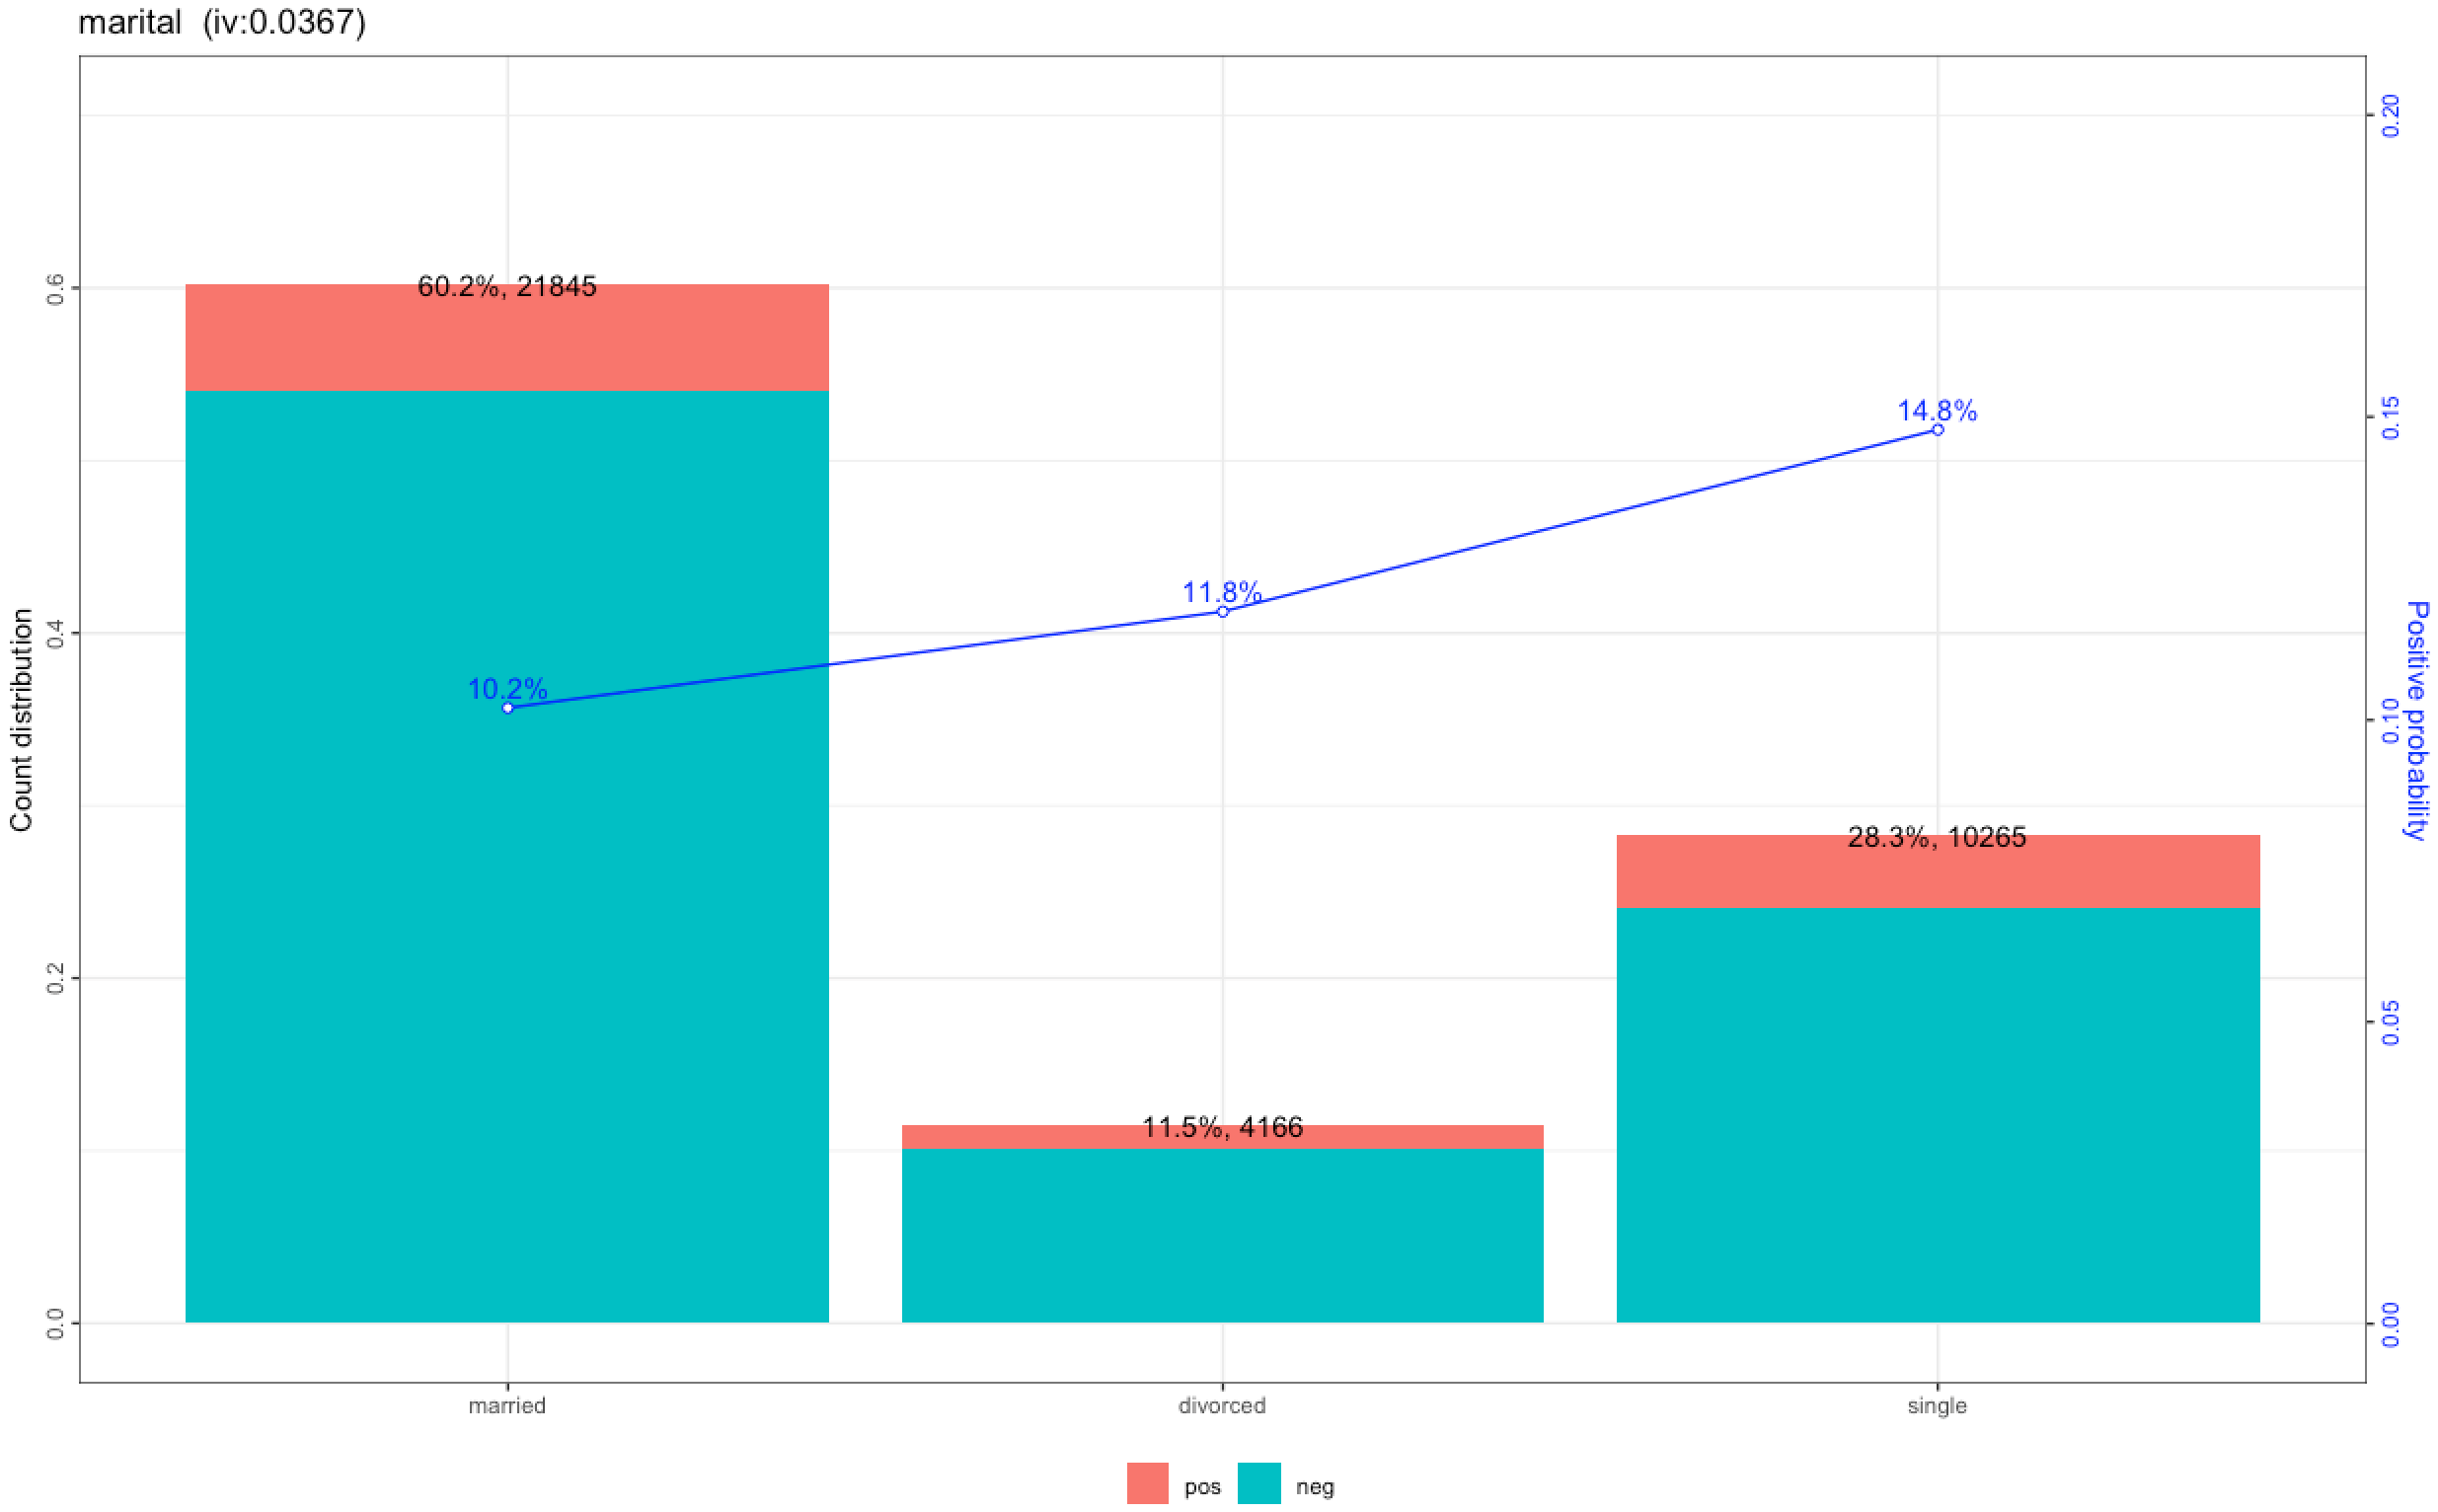 marital  (iv:0.0367)
Count distribution
0.6
0.4
0.2
0.0
60.2%, 21845
11.5%, 4166
28.3%, 10265
10.2%
11.8%
14.8%
0.20
0.15
0.10
0.05
0.00
Positive probability
married
divorced
single
pos
neg